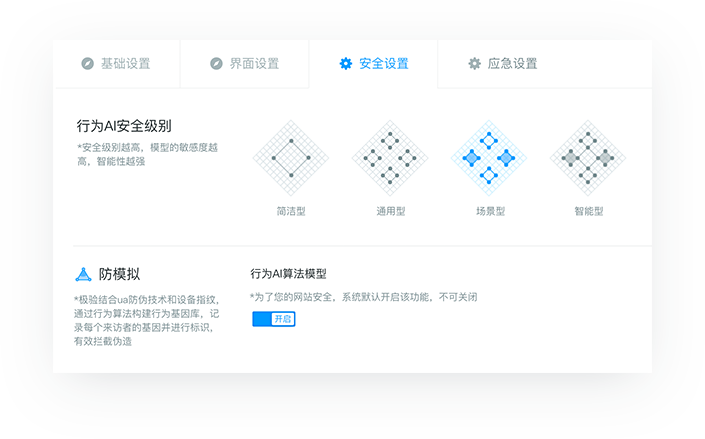 基础设置
界面设置
安全设置
应急设置
行为AI安全级别
*安全级别越高，模型的敏感度越
高，智能性越强
简洁型
通用型
场景型
智能型
防模拟
*极验结合ua防伪技术和设备指纹，
通过行为算法构建行为基因库，记
录每个来访者的基因并进行标识，
有效拦截伪造
行为AI算法模型
*为了您的网站安全，系统默认开启该功能，不可关闭
开启